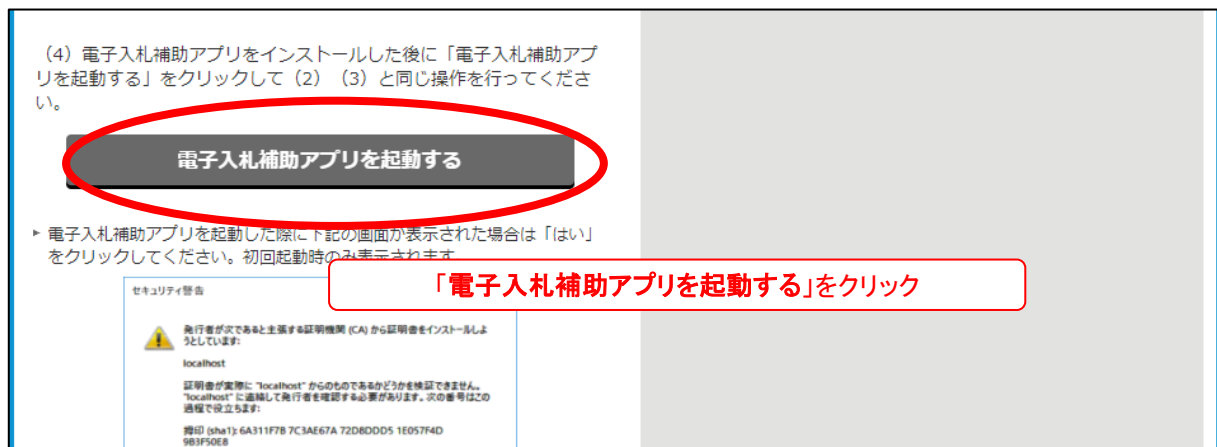 （4）電子入札補助アプリをインストールした後に「電子入札補助アプ
リを起動する」をクリックして（2）（3）と同じ操作を行ってくださ
い。
電子入札補助アプリを起動する
電子入札補助アプリを起動した際に下記の画面が表示された場合は「はい」
をクリックしてください。初回起動時のみ表示されます
「電子入札補助アプリを起動する」をクリック
セキュリティ警告
発行者が次であると主張する証明機関 (CA) から証明書をインストールしよ
うとしています:
localhost
証明書が実際に "localhost" からのものであるかどうかを検証できません。
"localhost" に連絡して発行者を確認する必要があります。次の番号はこの
過程で役立ちます:
拇印 (sha1): 6A311F7B 7C3AE67A 72D8DDD5 1E057F4D
9B3F50E8